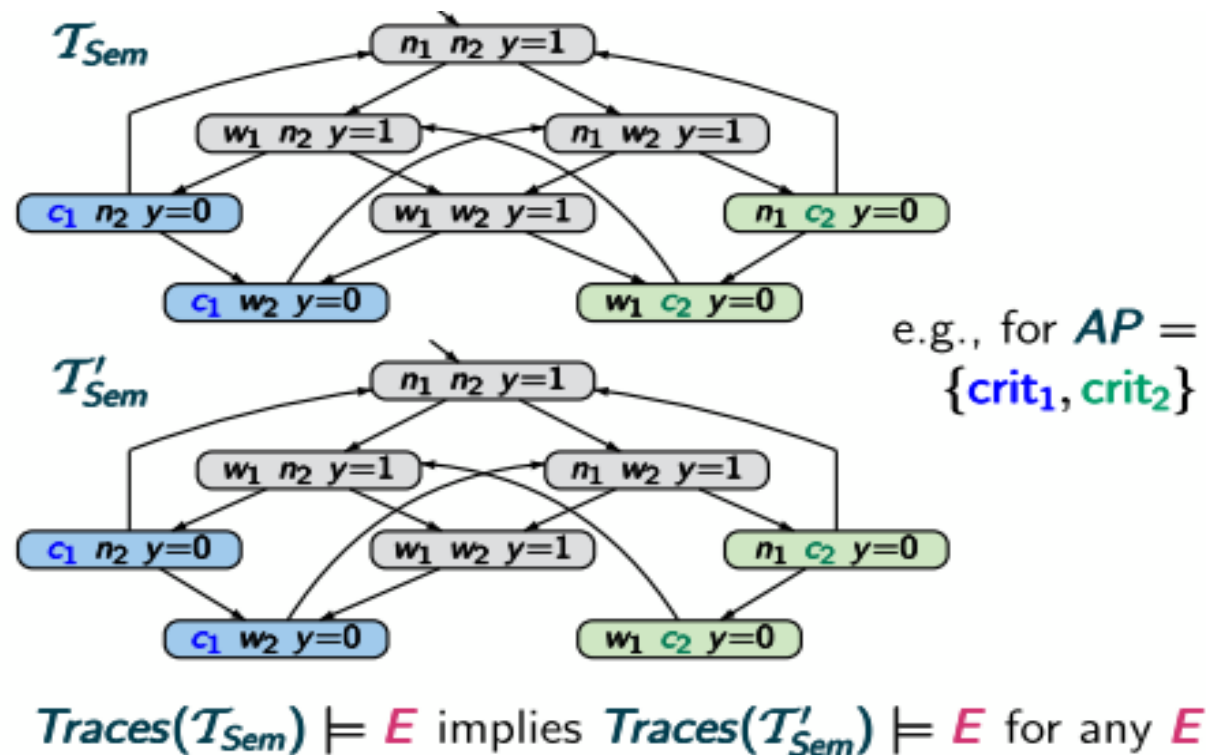 𝒯_Sem
n₁ n₂ y=1
w₁ n₂ y=1
n₁ w₂ y=1
c₁ n₂ y=0
w₁ w₂ y=1
n₁ c₂ y=0
c₁ w₂ y=0
w₁ c₂ y=0
e.g., for AP =
{crit₁, crit₂}
𝒯′_Sem
n₁ n₂ y=1
w₁ n₂ y=1
n₁ w₂ y=1
c₁ n₂ y=0
w₁ w₂ y=1
n₁ c₂ y=0
c₁ w₂ y=0
w₁ c₂ y=0
Traces(𝒯_Sem) ⊨ E implies Traces(𝒯′_Sem) ⊨ E for any E